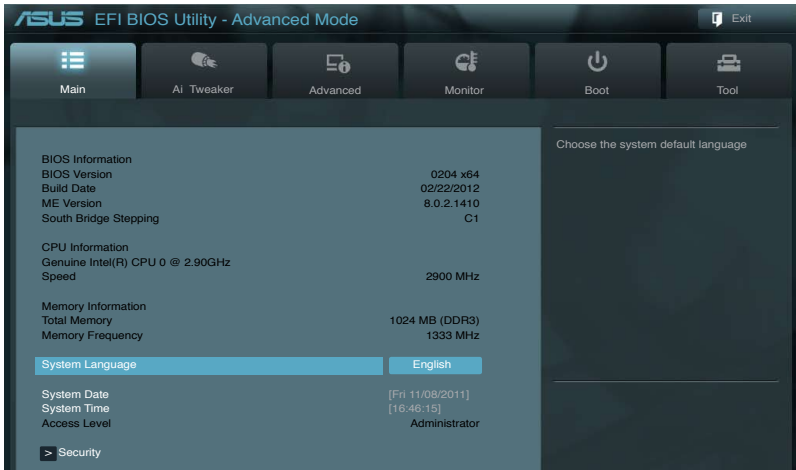 ASUS EFI BIOS Utility - Advanced Mode
Exit
Main
Ai Tweaker
Advanced
Monitor
Boot
Tool
BIOS Information
BIOS Version 0204 x64
Build Date 02/22/2012
ME Version 8.0.2.1410
South Bridge Stepping C1
CPU Information
Genuine Intel(R) CPU 0 @ 2.90GHz
Speed 2900 MHz
Memory Information
Total Memory 1024 MB (DDR3)
Memory Frequency 1333 MHz
System Language English
System Date [Fri 11/08/2011]
System Time [16:46:15]
Access Level Administrator
> Security
Choose the system default language